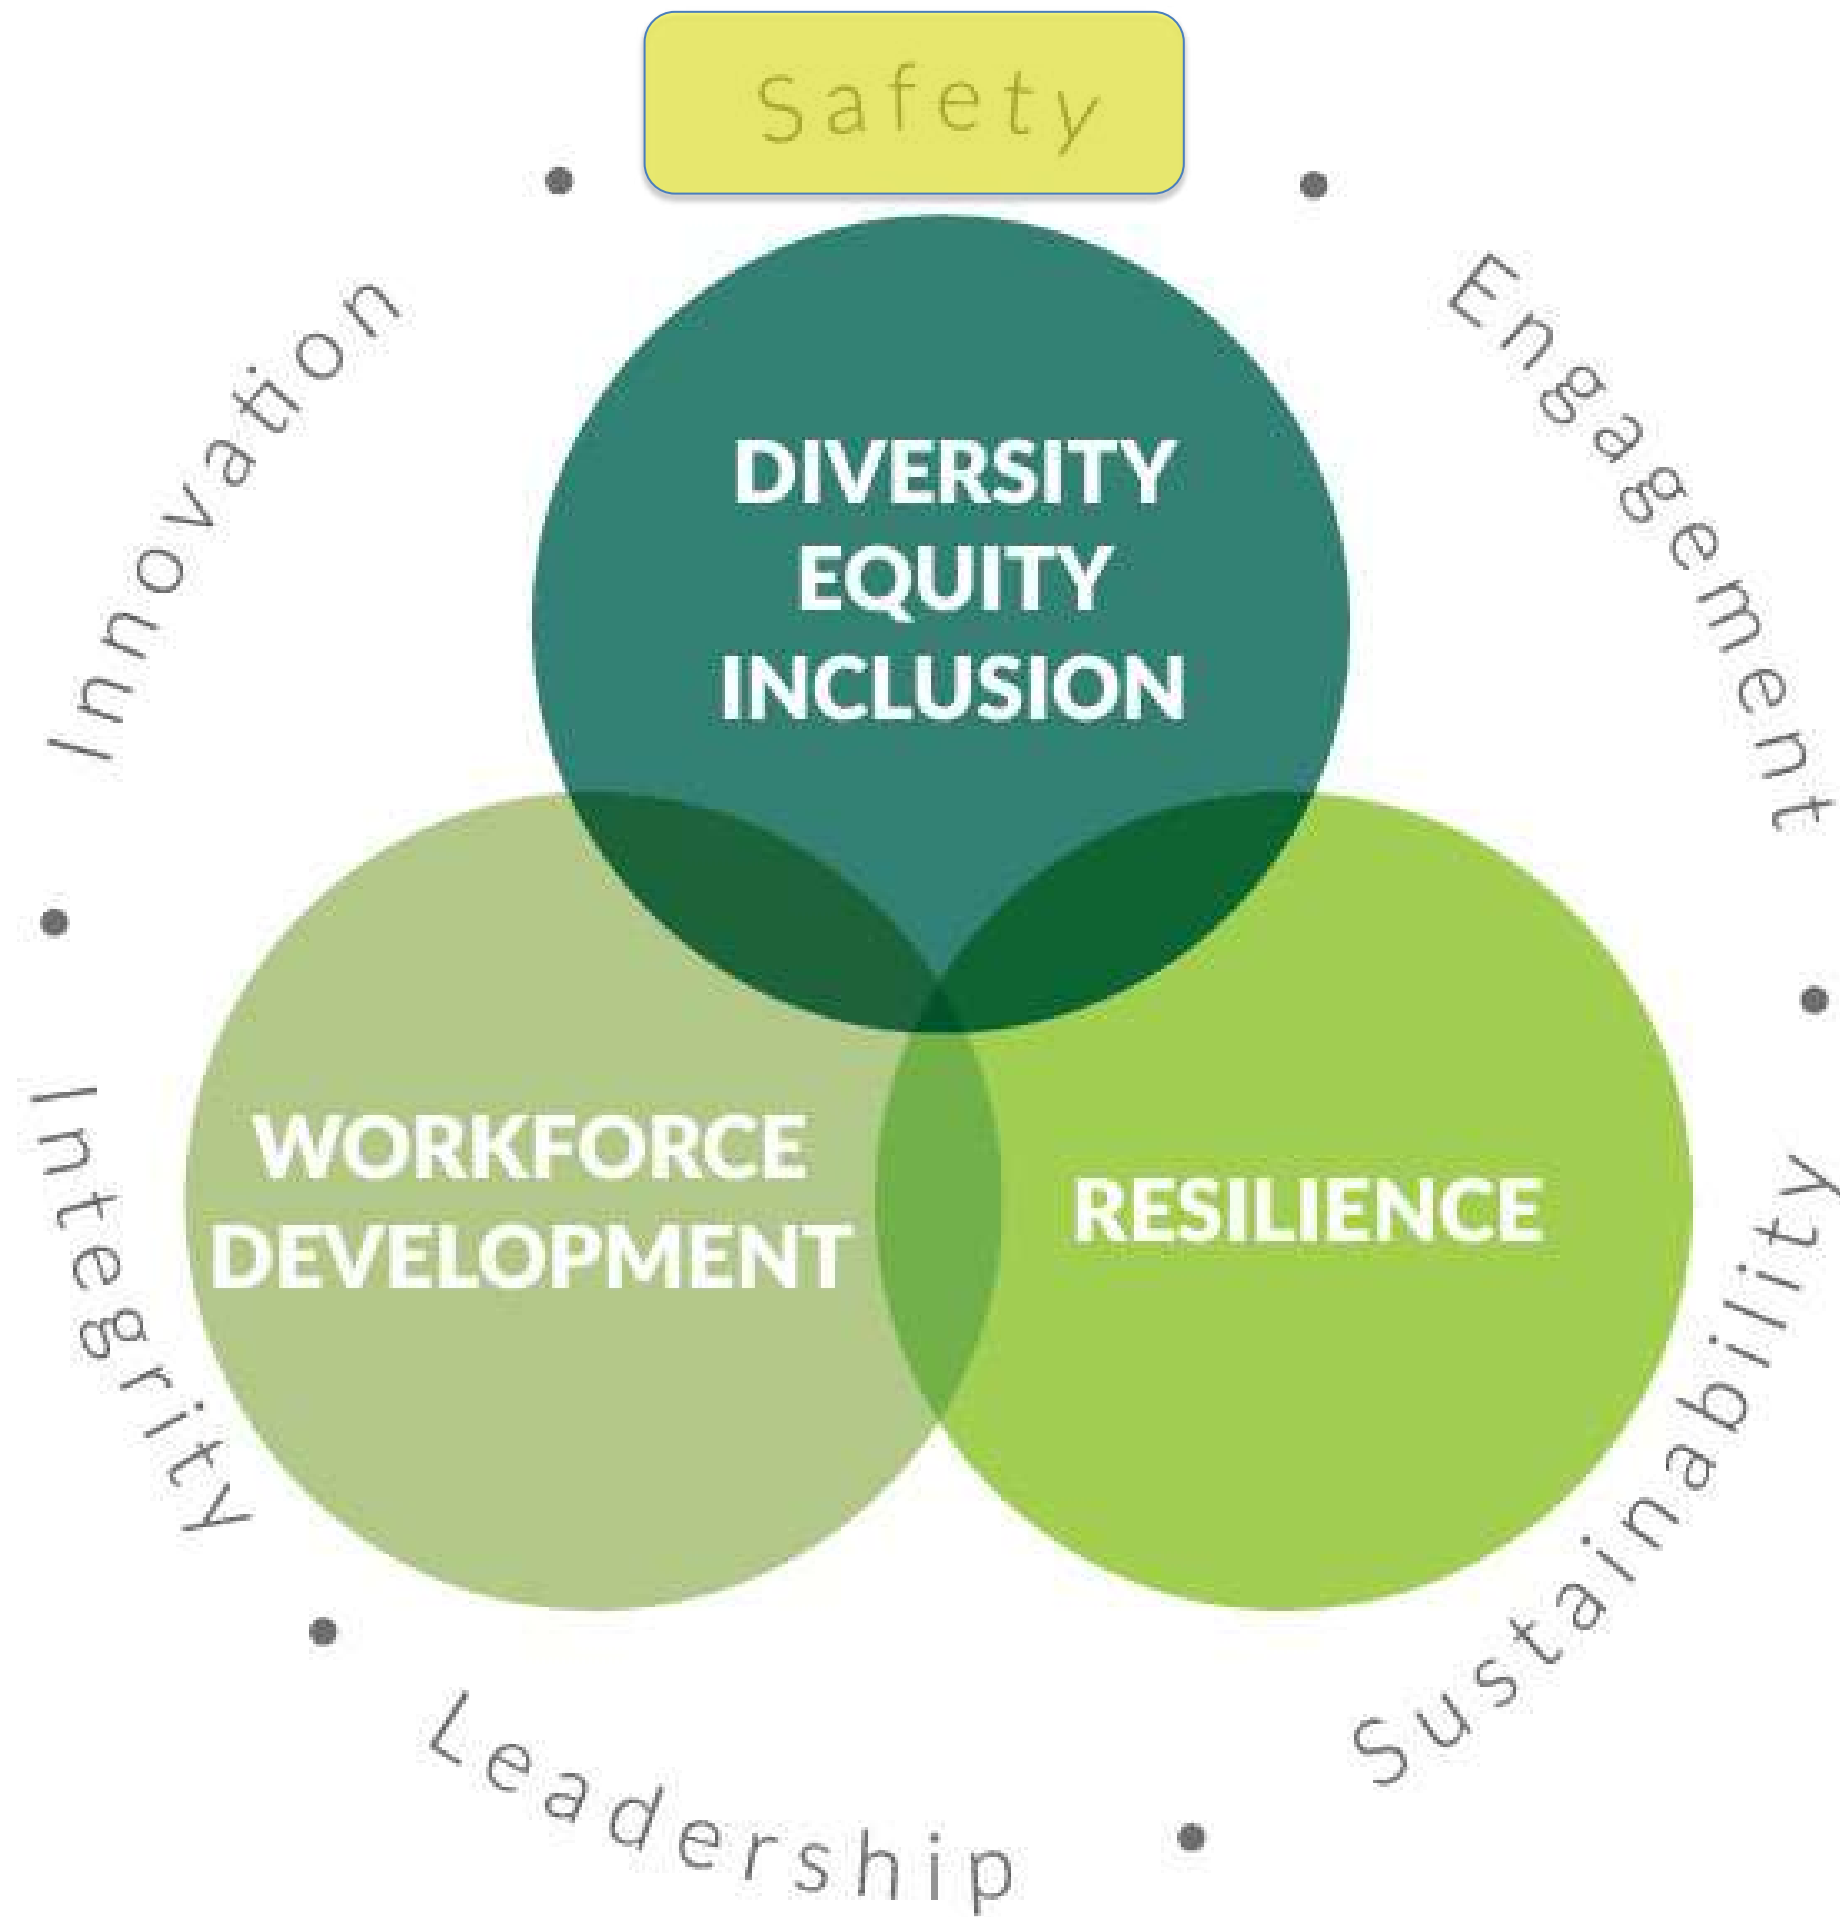 Safety
Engagement
Sustainability
Leadership
Integrity
Innovation
DIVERSITY
EQUITY
INCLUSION
WORKFORCE
DEVELOPMENT
RESILIENCE